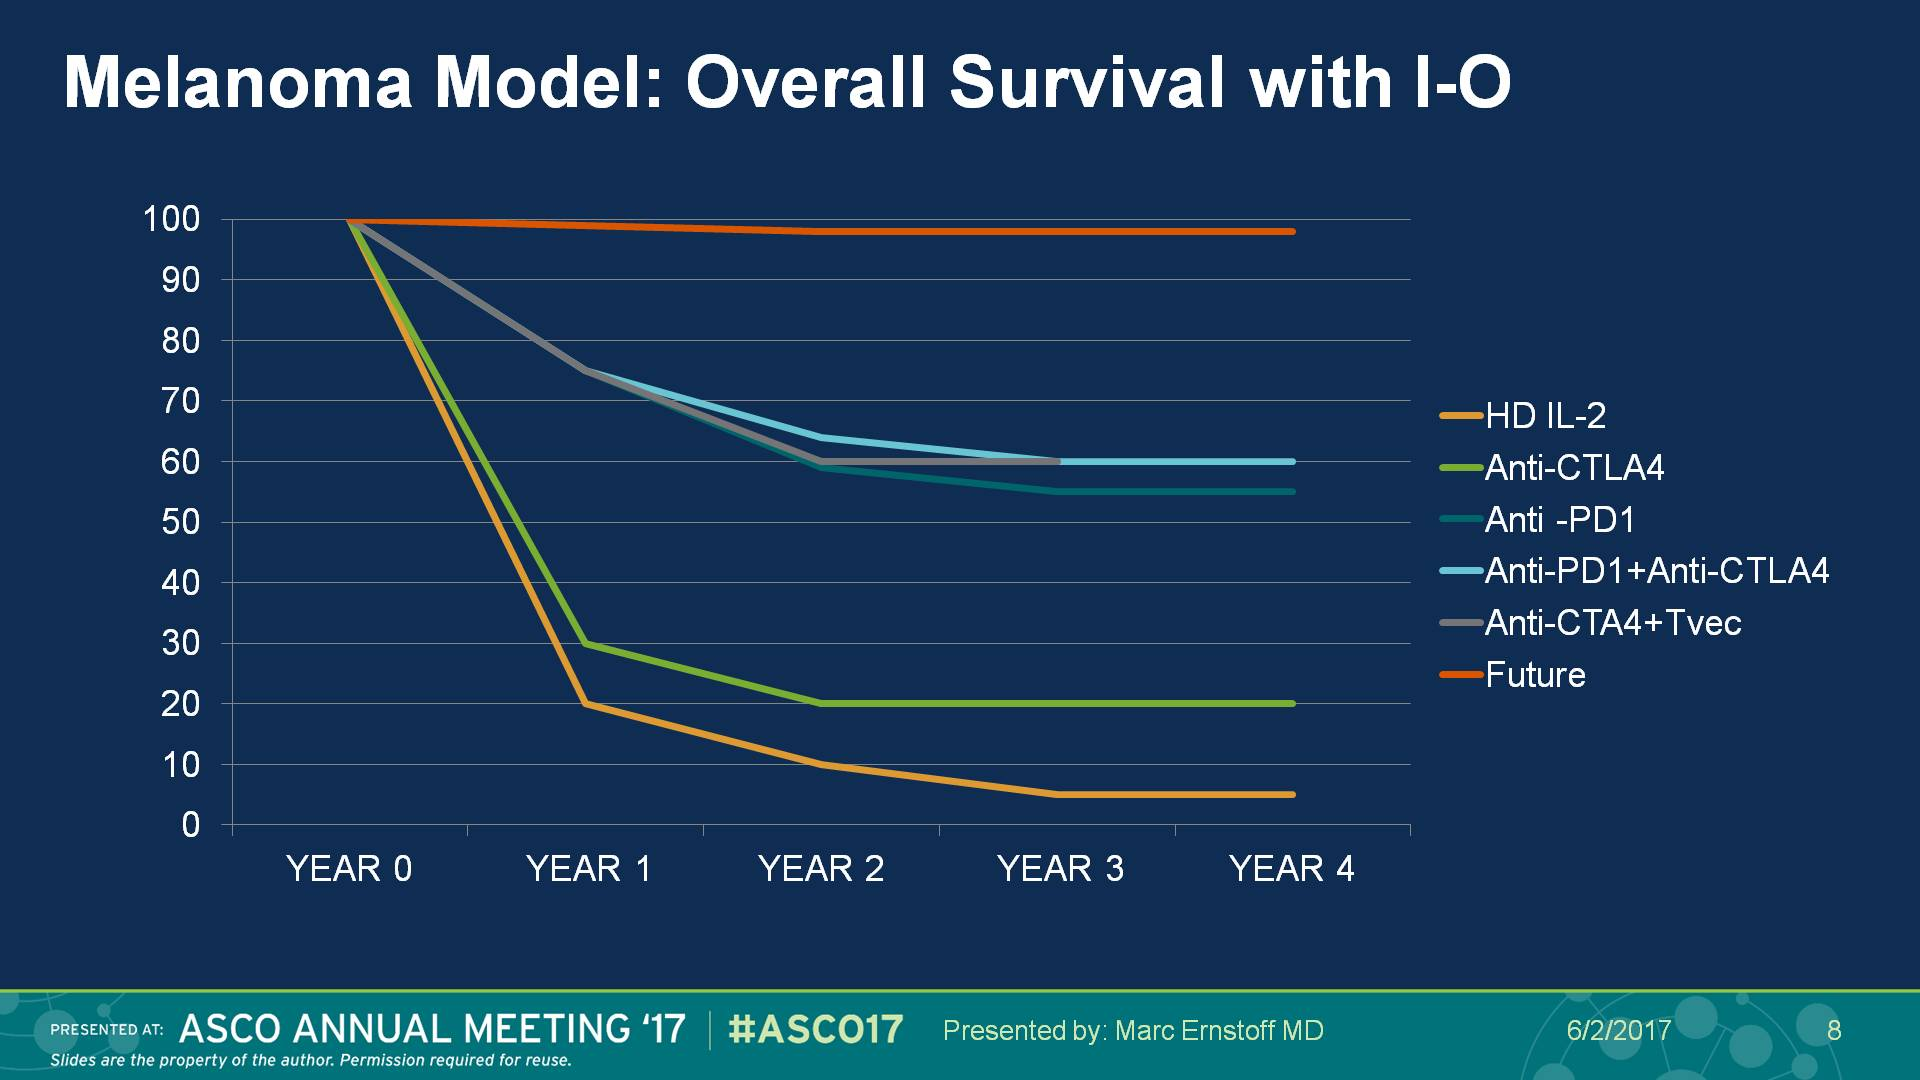 Melanoma Model: Overall Survival with I-O
100
90
80
70
60
50
40
30
20
10
0
YEAR 0 YEAR 1 YEAR 2 YEAR 3 YEAR 4
HD IL-2
Anti-CTLA4
Anti -PD1
Anti-PD1+Anti-CTLA4
Anti-CTA4+Tvec
Future
PRESENTED AT: ASCO ANNUAL MEETING ‘17 #ASCO17 Presented by: Marc Ernstoff MD 6/2/2017 8
Slides are the property of the author. Permission required for reuse.